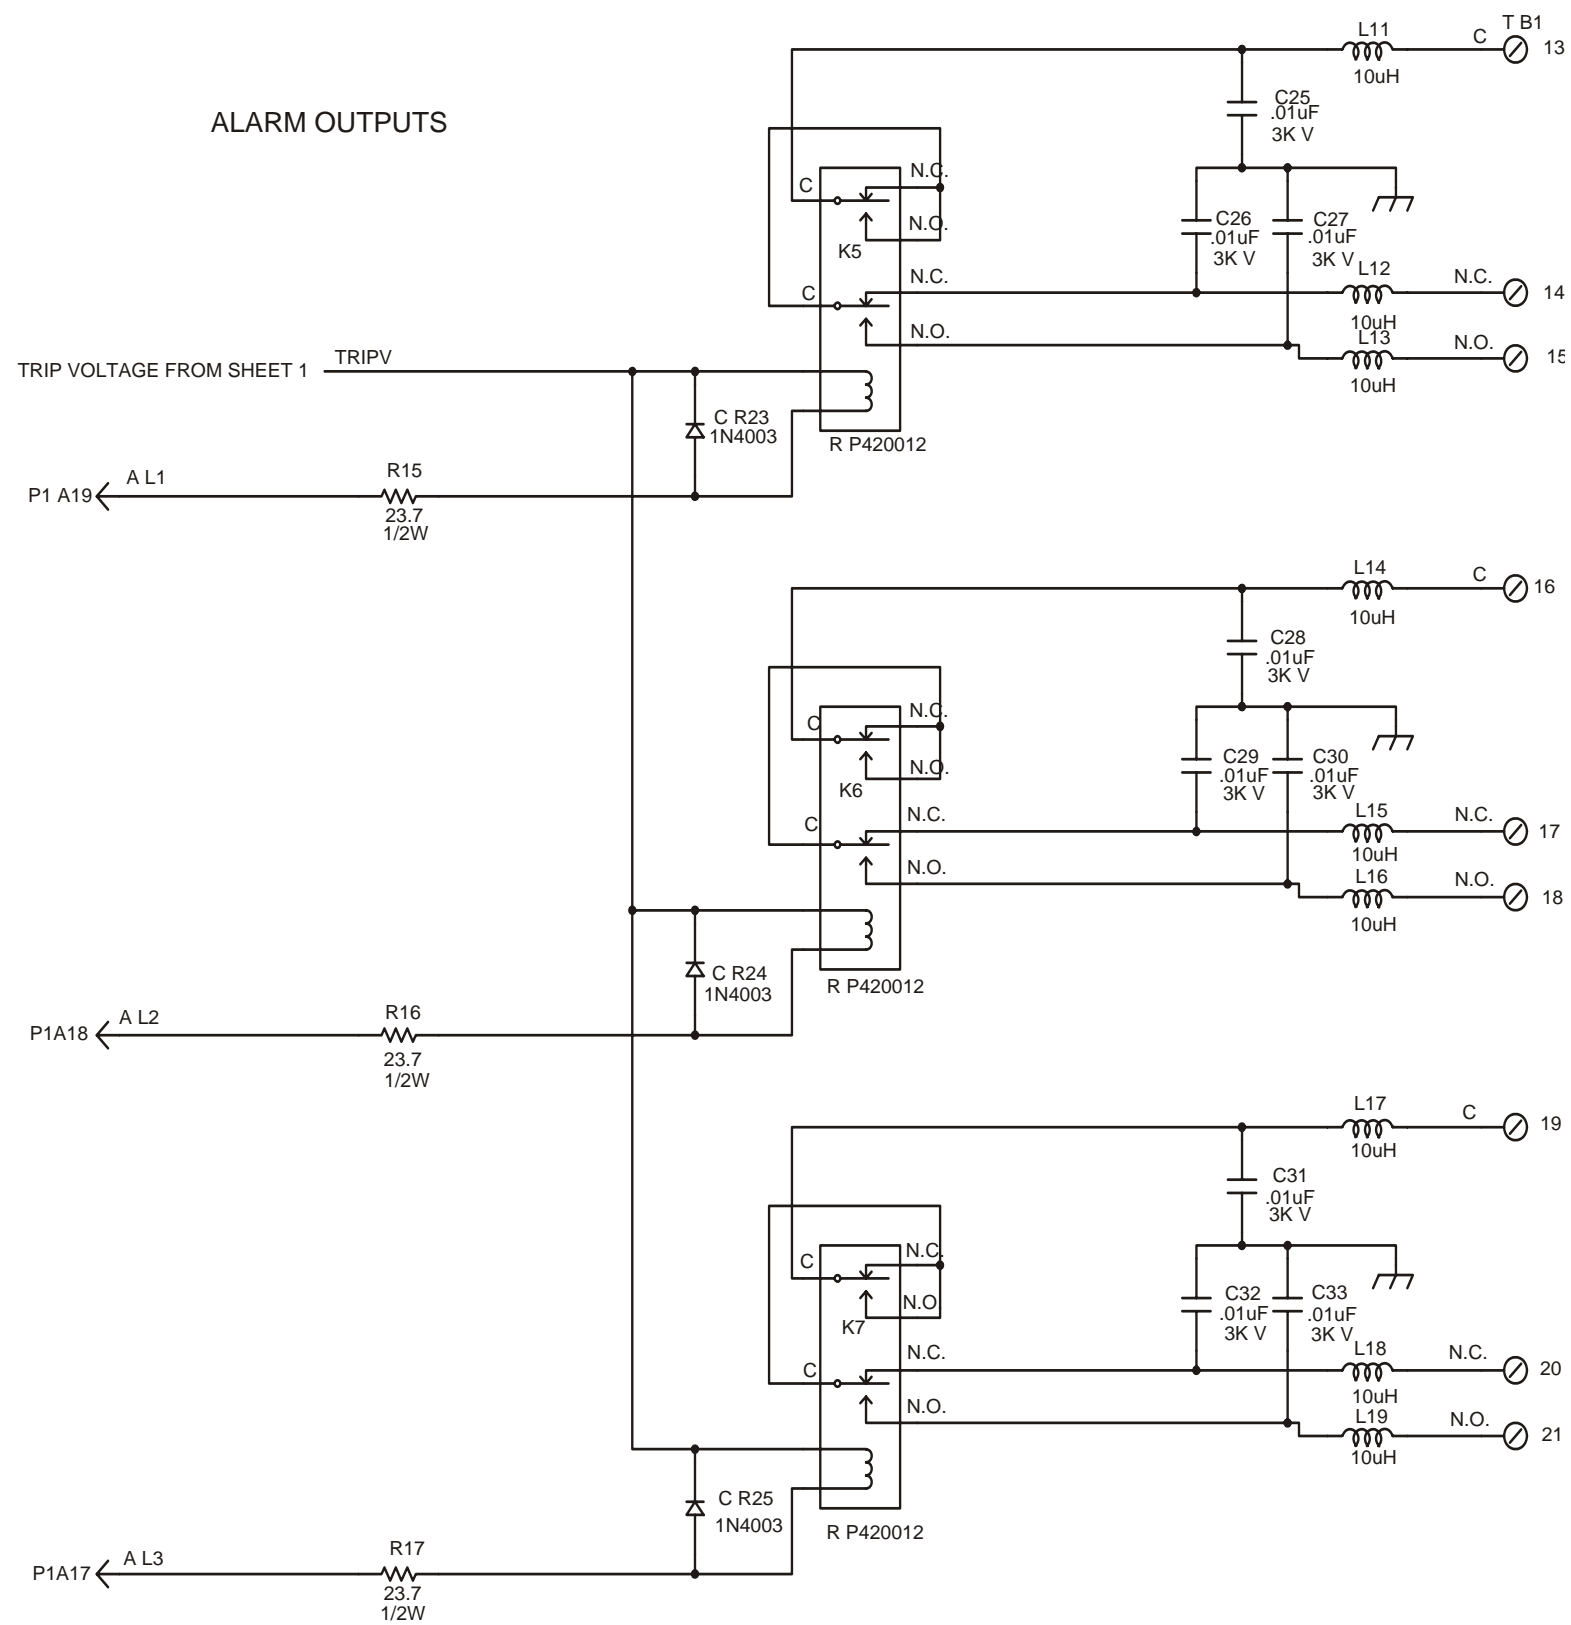 ALARM OUTPUTS
T B1
L11
C
13
10uH
C25
.01uF
3K V
N.C.
C
N.O.
K5
C26
.01uF
3K V
C27
.01uF
3K V
L12
N.C.
14
10uH
C
N.C.
N.O.
L13
N.O.
15
10uH
TRIP VOLTAGE FROM SHEET 1
TRIPV
C R23
1N4003
R P420012
P1 A19
A L1
R15
23.7
1/2W
L14
C
16
10uH
C28
.01uF
3K V
N.C.
C
N.O.
K6
C29
.01uF
3K V
C30
.01uF
3K V
L15
N.C.
17
10uH
C
N.C.
N.O.
L16
N.O.
18
10uH
C R24
1N4003
R P420012
P1A18
A L2
R16
23.7
1/2W
L17
C
19
10uH
C31
.01uF
3K V
N.C.
C
N.O.
K7
C32
.01uF
3K V
C33
.01uF
3K V
L18
N.C.
20
10uH
C
N.C.
N.O.
L19
N.O.
21
10uH
C R25
1N4003
R P420012
P1A17
A L3
R17
23.7
1/2W